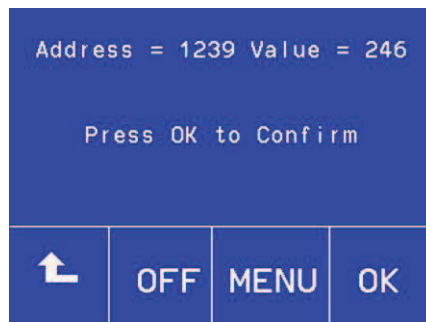 Address = 1239 Value = 246
Press OK to Confirm
OFF MENU OK